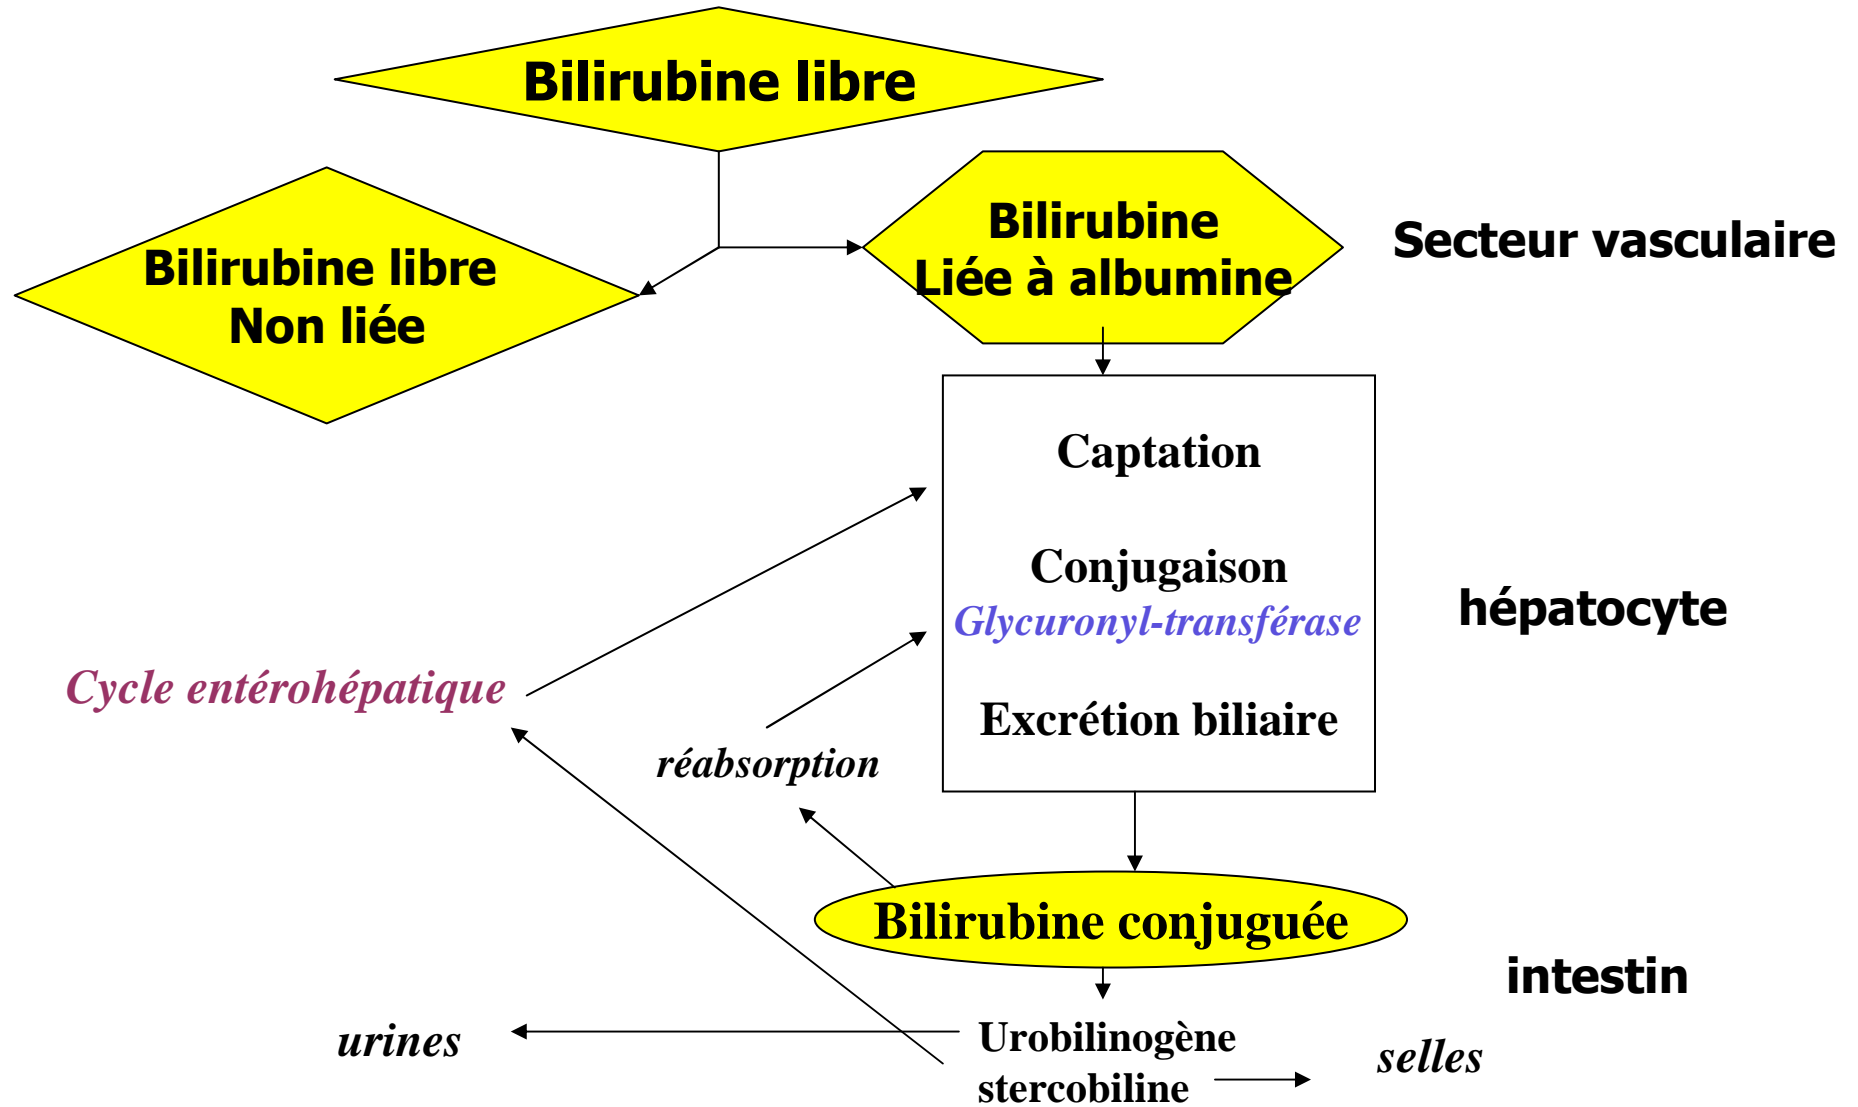 Bilirubine libre
Bilirubine libre
Non liée
Bilirubine
Liée à albumine
Secteur vasculaire
Captation
Conjugaison
Glycuronyl-transférase
Excrétion biliaire
hépatocyte
Cycle entérohépatique
réabsorption
Bilirubine conjuguée
intestin
urines
Urobilinogène
stercobiline
selles